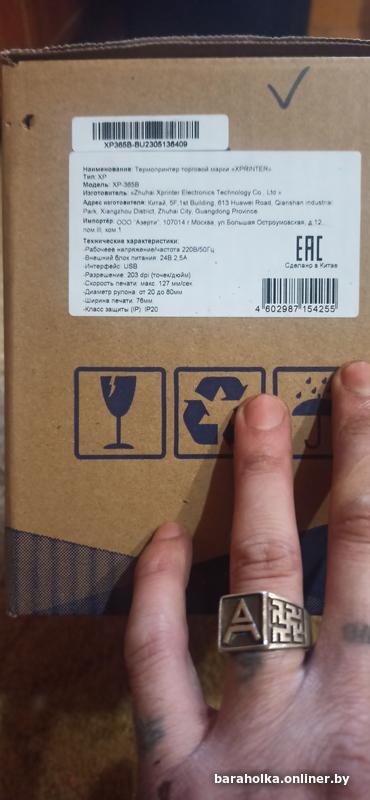 XP365B-BU2305136409
Наименование: Термопринтер торговой марки «XPRINTER»
Тип: XP
Модель: XP-365B
Изготовитель: «Zhuhai Xprinter Electronics Technology Co., Ltd.»
Адрес изготовителя: Китай, 5F,1st Building, 613 Huawei Road, Qianshan industrial
Park, Xiangzhou District, Zhuhai City, Guangdong Province
Импортёр: ООО "Азерти", 107014 г.Москва, ул Большая Остроумовская, д.12,
пом.III, ком.1
Технические характеристики:
-Рабочеее напряжение/частота 220В/50Гц
-Внешний блок питания: 24В 2,5А
-Интерфейс: USB
-Разрешение: 203 dpi (точек/дюйм)
-Скорость печати: макс. 127 мм/сек.
-Диаметр рулона: от 20 до 80мм
-Ширина печати: 76мм
-Класс защиты (IP): IP20
EAC
Сделано в Китае
4 602987 154255
A
baraholka.onliner.by